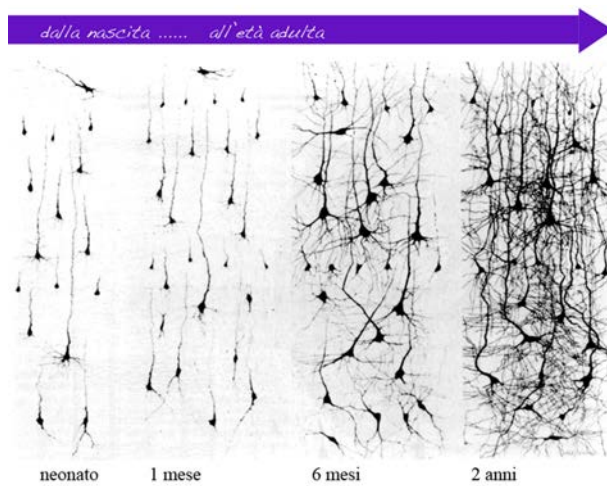 dalla nascita ...... all'età adulta
neonato 1 mese 6 mesi 2 anni